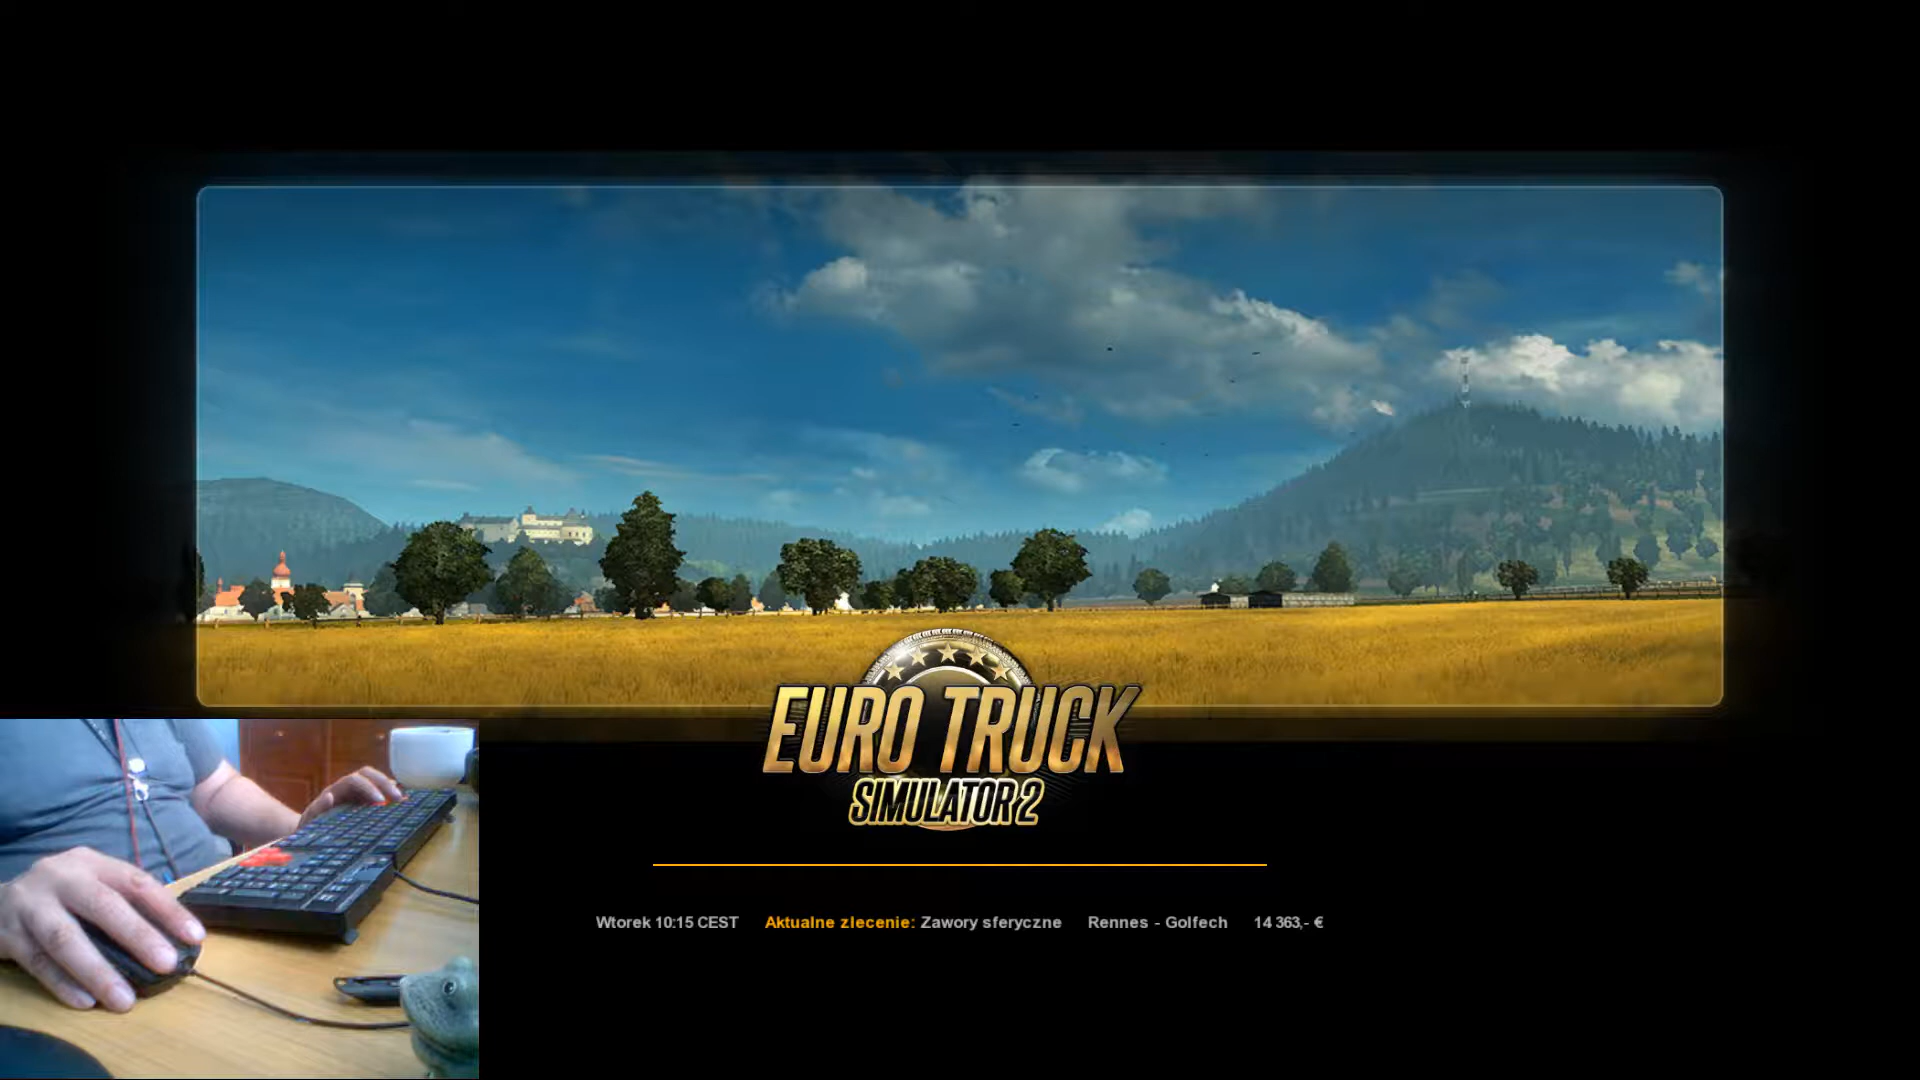 EURO TRUCK
SIMULATOR 2
Wtorek 10:15 CEST Aktualne zlecenie: Zawory sferyczne Rennes - Golfech 14 363,- €